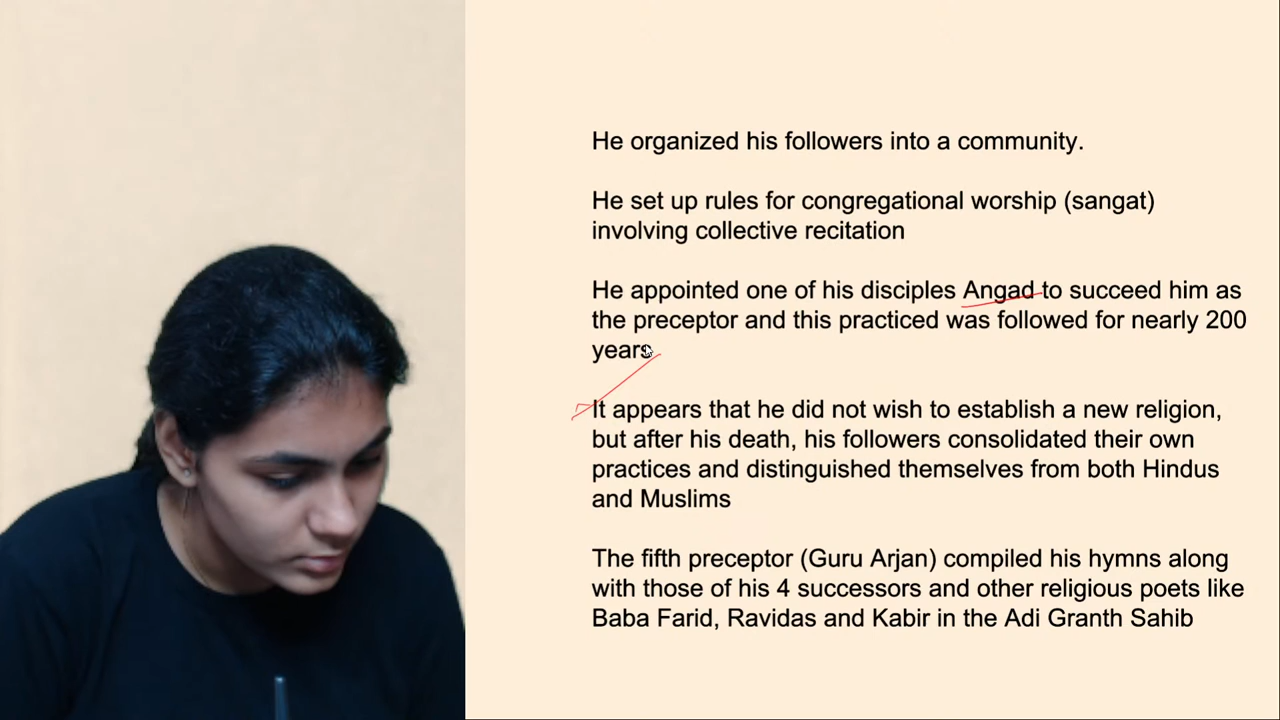 He organized his followers into a community.
He set up rules for congregational worship (sangat)
involving collective recitation
He appointed one of his disciples Angad to succeed him as
the preceptor and this practiced was followed for nearly 200
years
It appears that he did not wish to establish a new religion,
but after his death, his followers consolidated their own
practices and distinguished themselves from both Hindus
and Muslims
The fifth preceptor (Guru Arjan) compiled his hymns along
with those of his 4 successors and other religious poets like
Baba Farid, Ravidas and Kabir in the Adi Granth Sahib